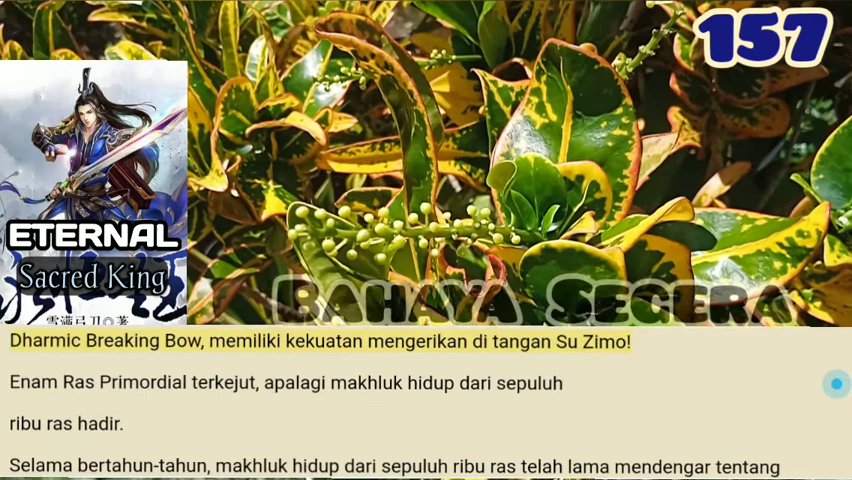 157
ETERNAL
Sacred King
BAHAYA SEGERA
Dharmic Breaking Bow, memiliki kekuatan mengerikan di tangan Su Zimo!
Enam Ras Primordial terkejut, apalagi makhluk hidup dari sepuluh
ribu ras hadir.
Selama bertahun-tahun, makhluk hidup dari sepuluh ribu ras telah lama mendengar tentang